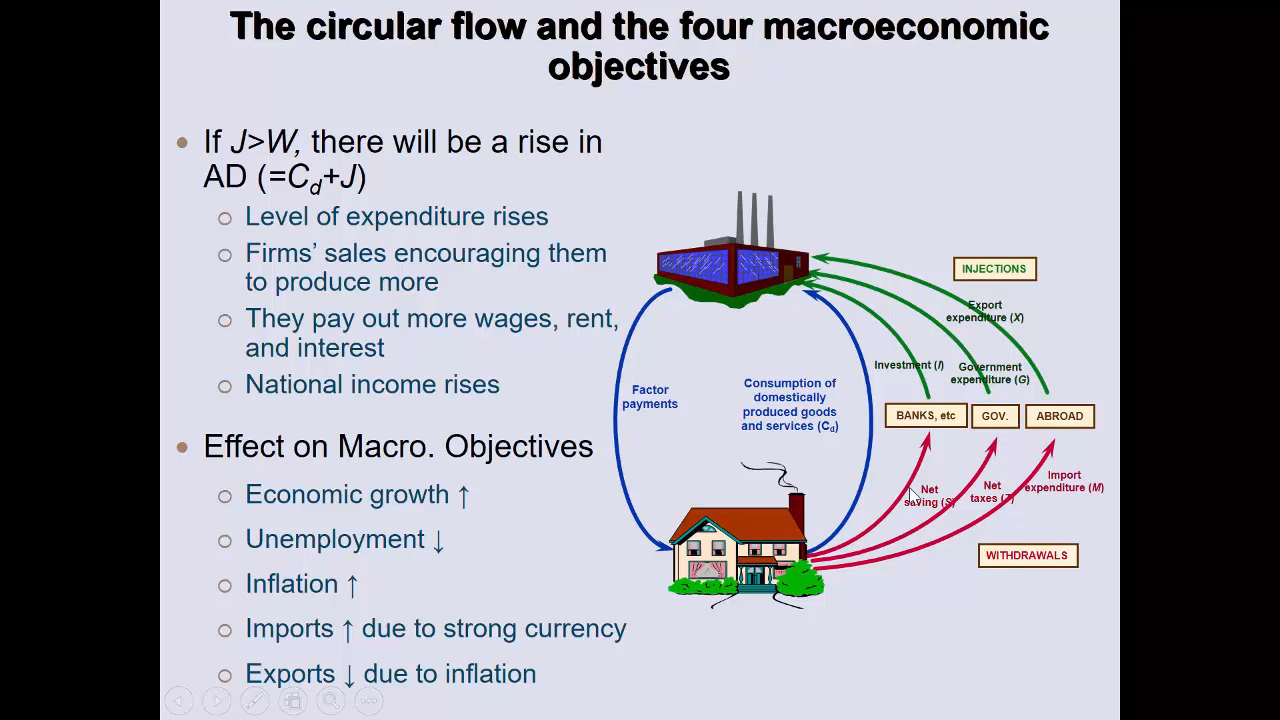 The circular flow and the four macroeconomic
objectives
• If J>W, there will be a rise in
AD (=Cd+J)
○ Level of expenditure rises
○ Firms’ sales encouraging them
to produce more
○ They pay out more wages, rent,
and interest
○ National income rises
• Effect on Macro. Objectives
○ Economic growth ↑
○ Unemployment ↓
○ Inflation ↑
○ Imports ↑ due to strong currency
○ Exports ↓ due to inflation
INJECTIONS
Export
expenditure (X)
Investment (I)
Government
expenditure (G)
Factor
payments
Consumption of
domestically
produced goods
and services (Cd)
BANKS, etc
GOV.
ABROAD
Net
saving (S)
Net
taxes (T)
Import
expenditure (M)
WITHDRAWALS